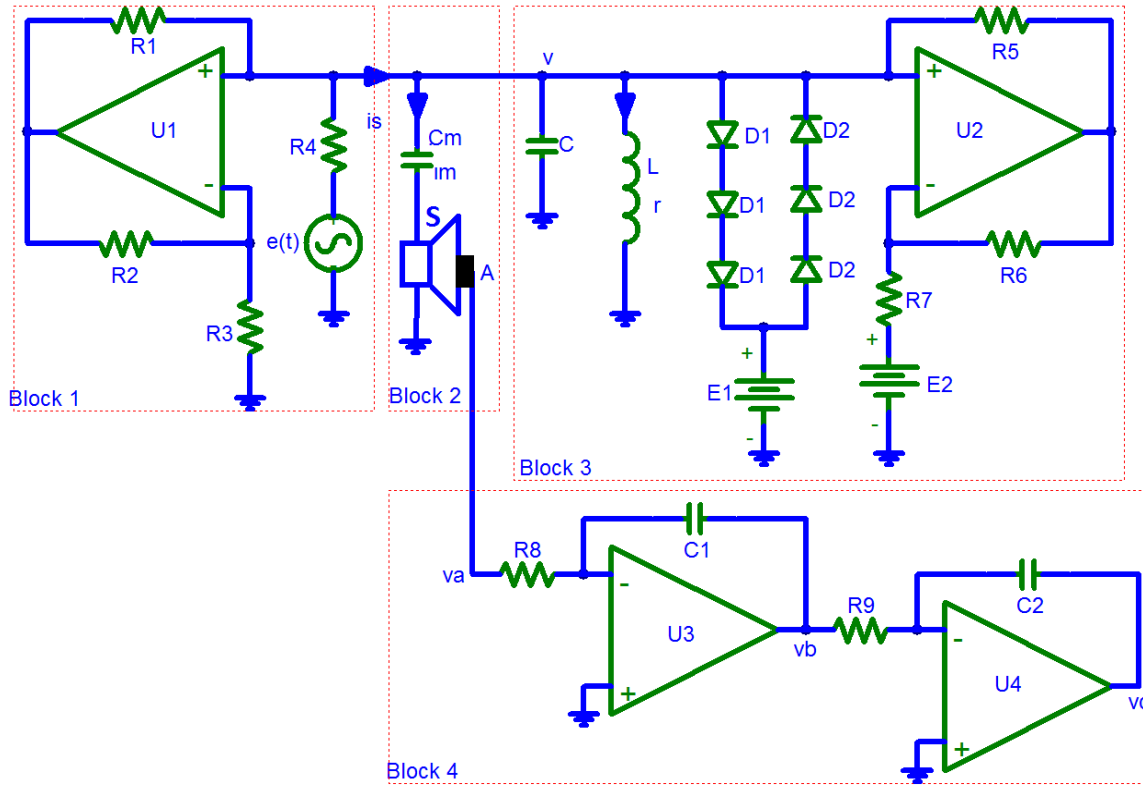 R1
+
U1
-
R2
R3
Block 1
is
R4
e(t)
+
-
Cm
im
S
A
Block 2
v
C
L
r
D1
D2
D1
D2
D1
D2
+
E1
-
R5
+
U2
-
R6
R7
+
E2
-
Block 3
va
R8
C1
-
U3
+
vb
R9
C2
-
U4
+
Block 4